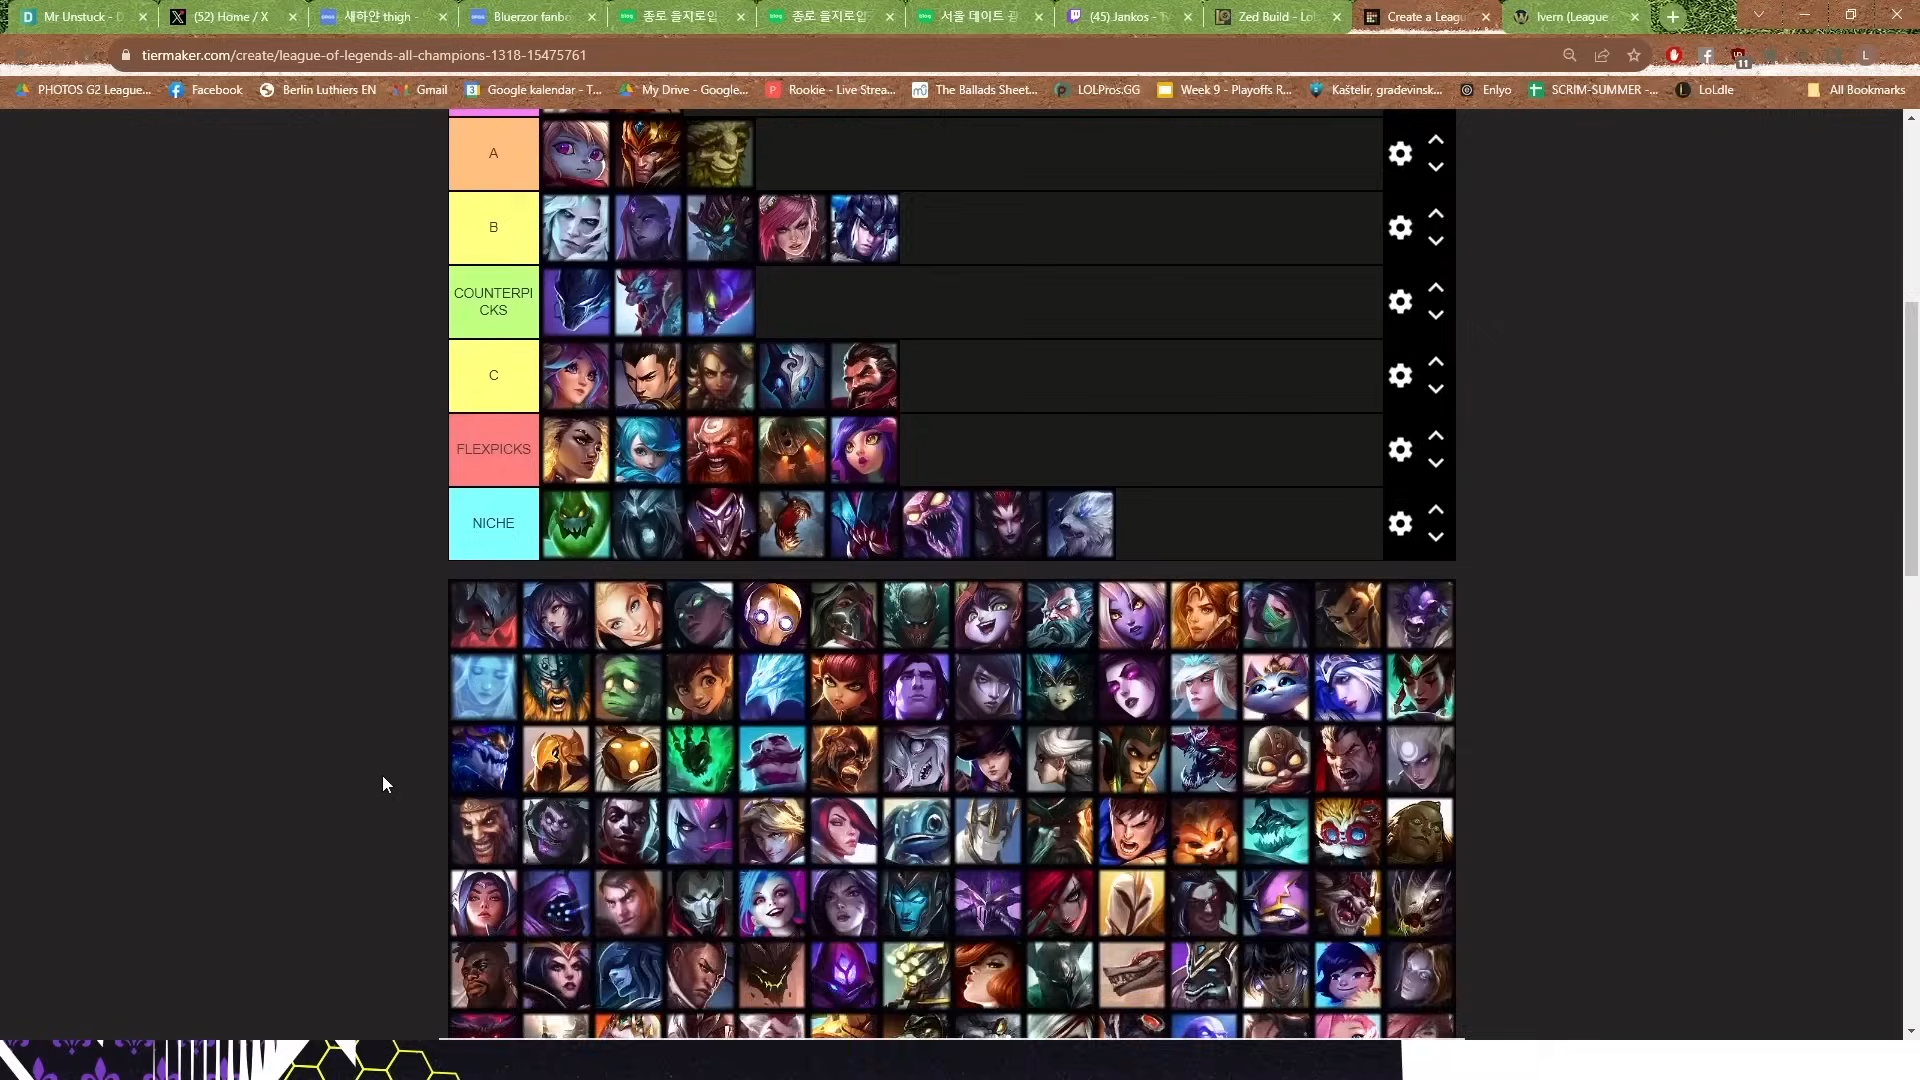 Mr Unstuck - D
(52) Home / X
새하얀 thigh -
Bluerzor fanbo
종로 을지로입
종로 을지로입
서울 데이트 공
(45) Jankos - T
Zed Build - Lo
Create a Leagu
Ivern (League
tiermaker.com/create/league-of-legends-all-champions-1318-15475761
11
L
PHOTOS G2 League...
Facebook
Berlin Luthiers EN
Gmail
Google kalendar - T...
My Drive - Google...
Rookie - Live Strea...
The Ballads Sheet...
LOLPros.GG
Week 9 - Playoffs R...
Kaštelir, građevinsk...
Enlyo
SCRIM-SUMMER -...
LoLdle
All Bookmarks
A
B
COUNTERPI
CKS
C
FLEXPICKS
NICHE